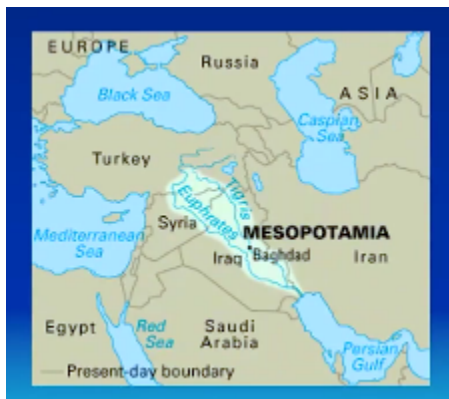 EUROPE
Russia
Black Sea
ASIA
Caspian
Sea
Turkey
Tigris
Euphrates
Syria
MESOPOTAMIA
Mediterranean
Sea
Iraq
Baghdad
Iran
Egypt
Red
Sea
Saudi
Arabia
Persian
Gulf
Present-day boundary